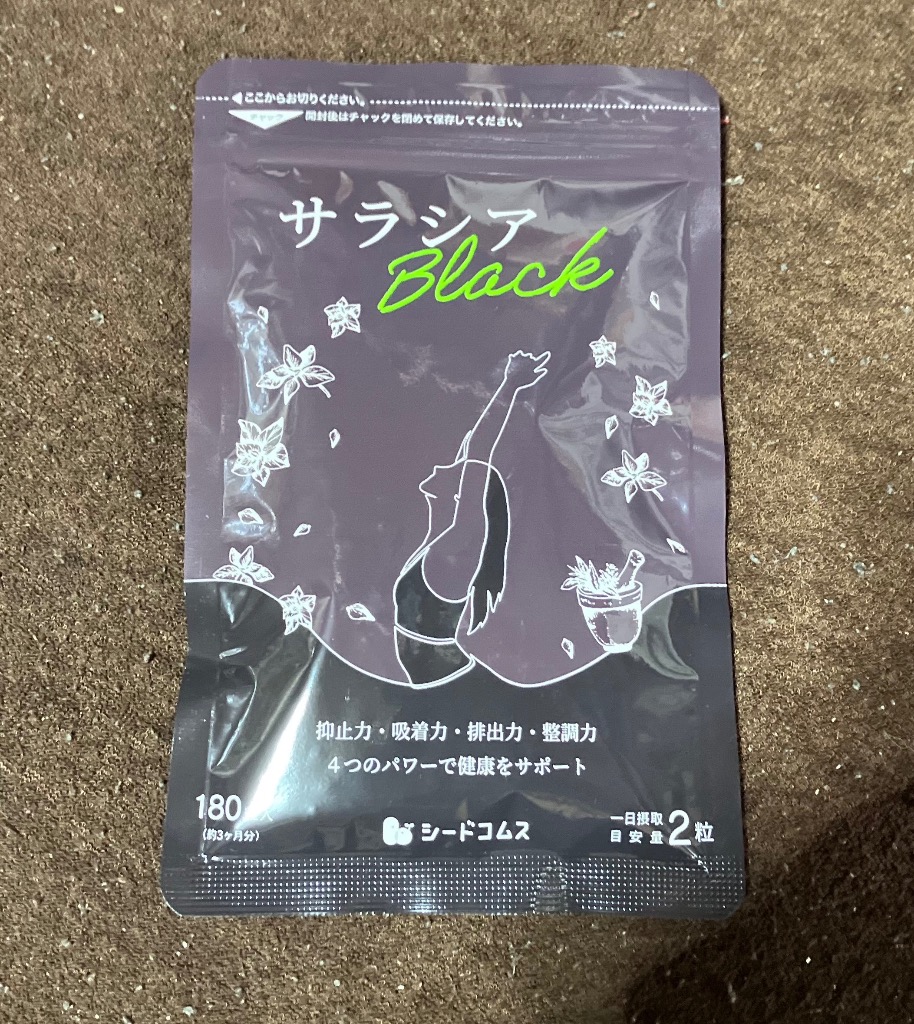 ここからお切りください。
チャック 開封後はチャックを閉めて保存してください。
サラシア
Black
抑止力・吸着力・排出力・整調力
4つのパワーで健康をサポート
180
(約3ヶ月分)
シードコムス
一日摂取
目安量 2粒